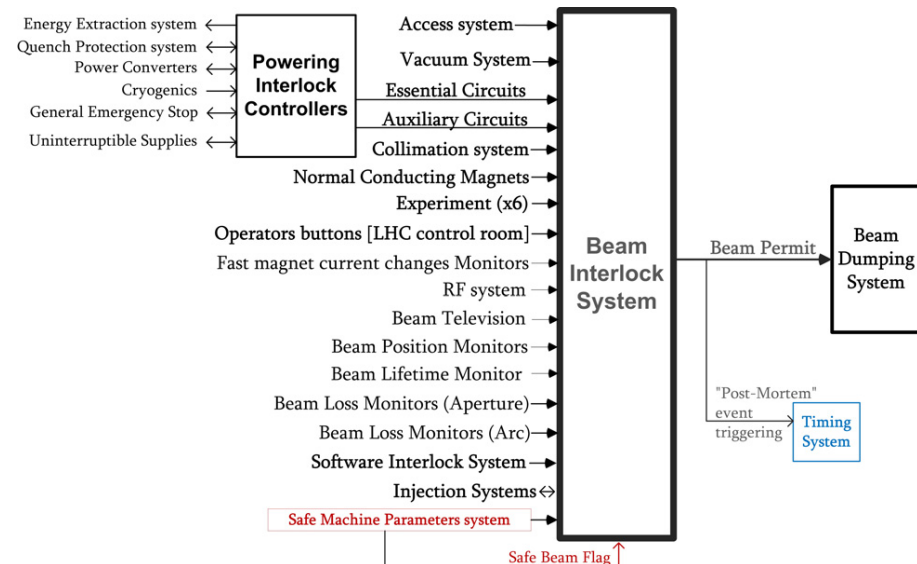 Energy Extraction system
Quench Protection system
Power Converters
Cryogenics
General Emergency Stop
Uninterruptible Supplies
Powering
Interlock
Controllers
Access system
Vacuum System
Essential Circuits
Auxiliary Circuits
Collimation system
Normal Conducting Magnets
Experiment (x6)
Operators buttons [LHC control room]
Fast magnet current changes Monitors
RF system
Beam Television
Beam Position Monitors
Beam Lifetime Monitor
Beam Loss Monitors (Aperture)
Beam Loss Monitors (Arc)
Software Interlock System
Injection Systems
Safe Machine Parameters system
Safe Beam Flag
Beam
Interlock
System
Beam Permit
Beam
Dumping
System
"Post-Mortem"
event
triggering
Timing
System